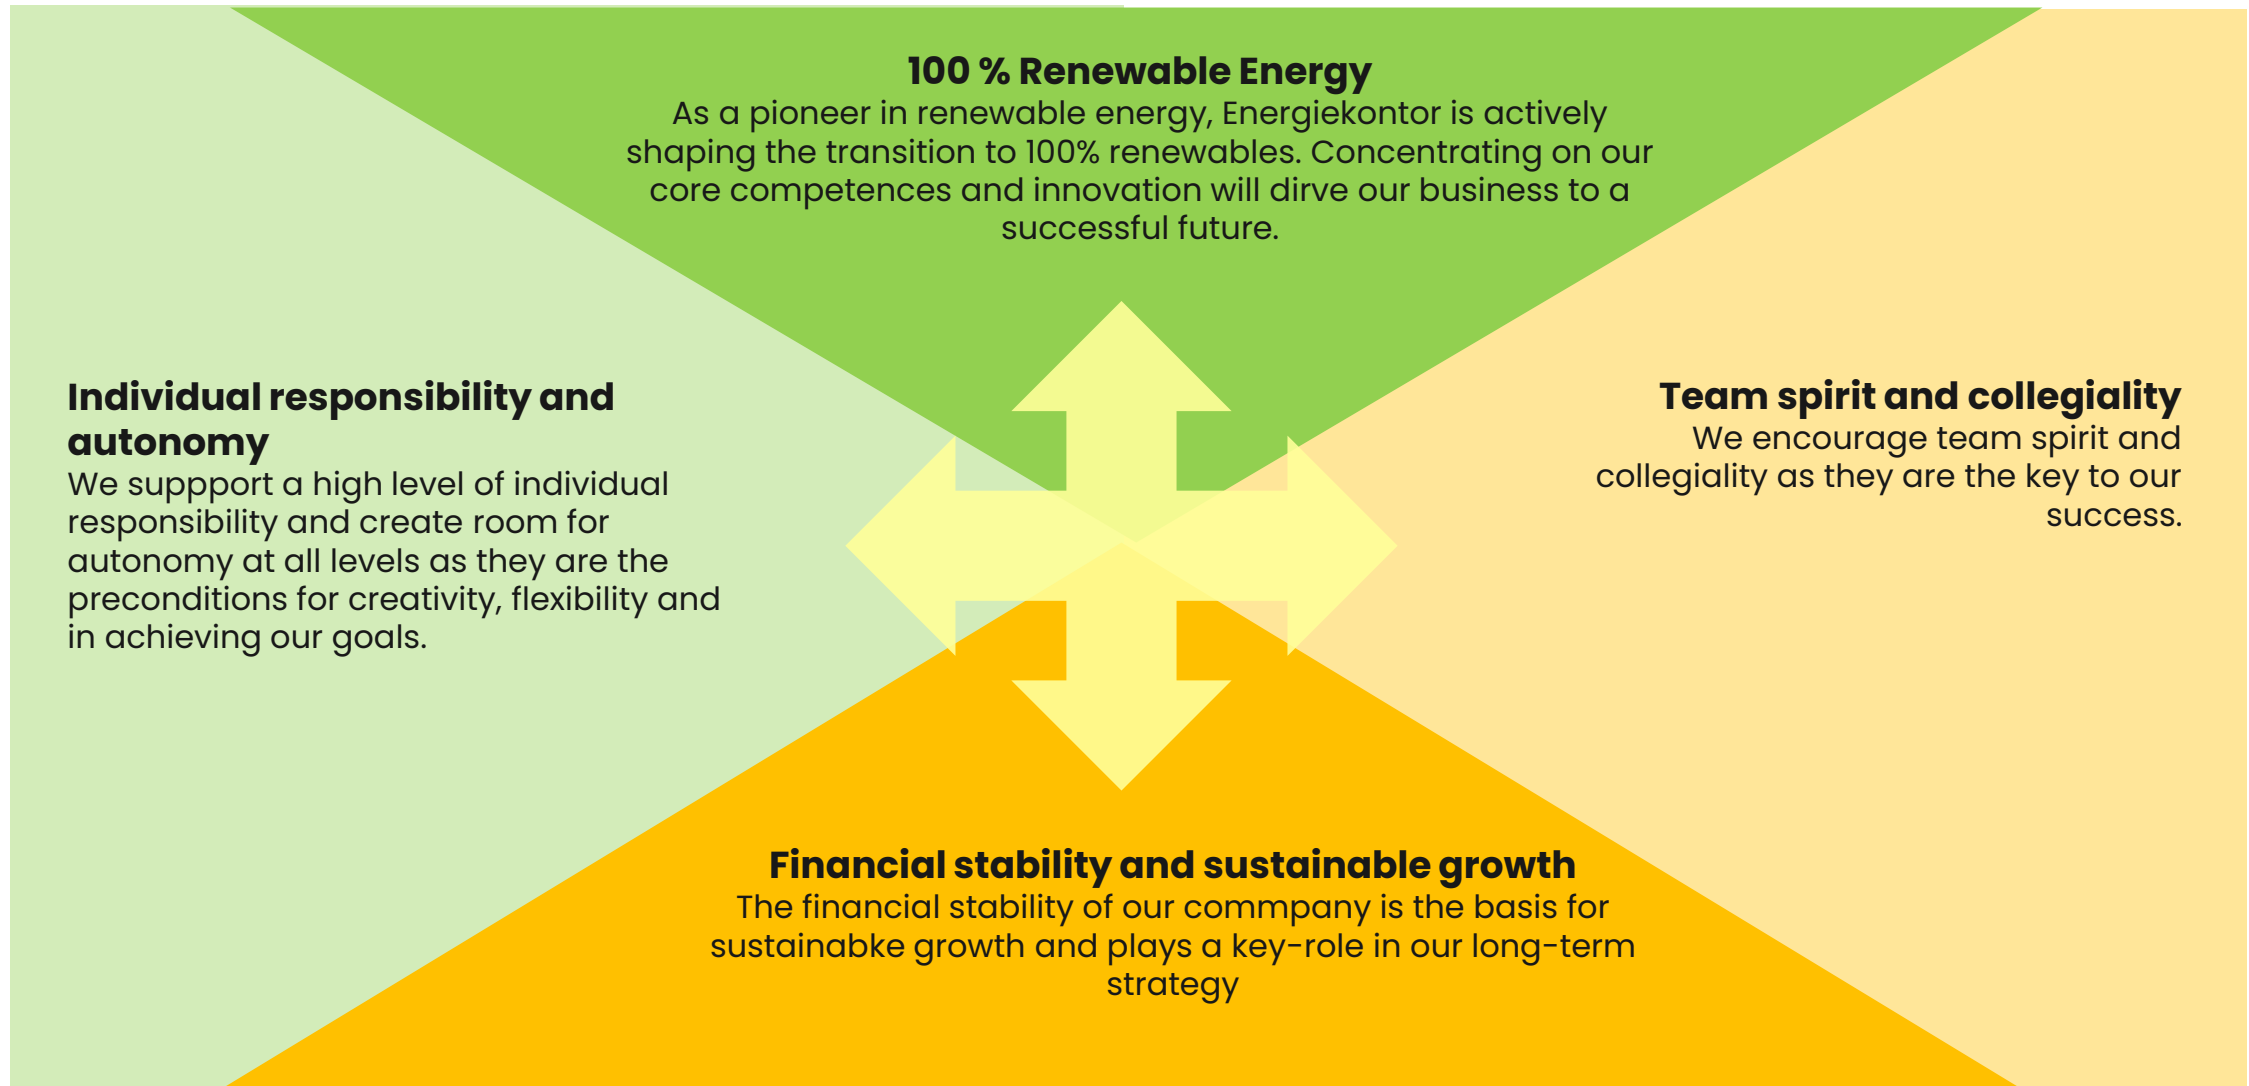 100 % Renewable Energy
As a pioneer in renewable energy, Energiekontor is actively
shaping the transition to 100% renewables. Concentrating on our
core competences and innovation will dirve our business to a
successful future.
Individual responsibility and
autonomy
We suppport a high level of individual
responsibility and create room for
autonomy at all levels as they are the
preconditions for creativity, flexibility and
in achieving our goals.
Team spirit and collegiality
We encourage team spirit and
collegiality as they are the key to our
success.
Financial stability and sustainable growth
The financial stability of our commpany is the basis for
sustainabke growth and plays a key-role in our long-term
strategy